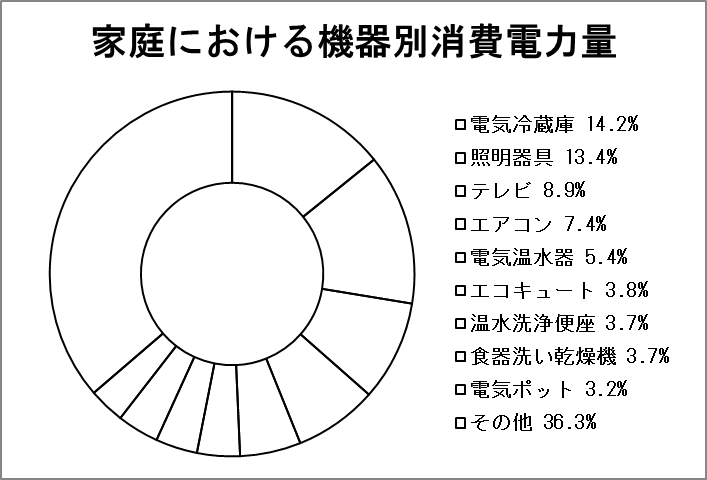 家庭における機器別消費電力量
電気冷蔵庫 14.2%
照明器具 13.4%
テレビ 8.9%
エアコン 7.4%
電気温水器 5.4%
エコキュート 3.8%
温水洗浄便座 3.7%
食器洗い乾燥機 3.7%
電気ポット 3.2%
その他 36.3%